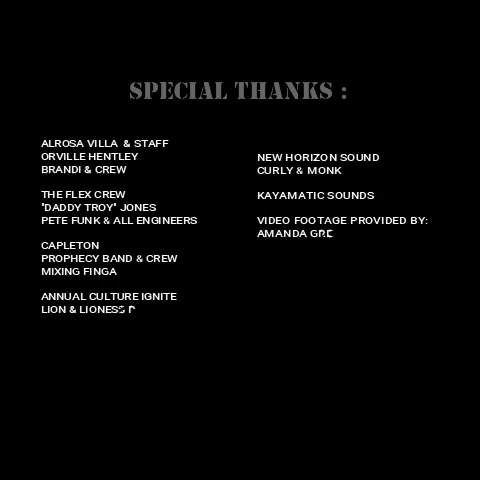 SPECIAL THANKS :
ALROSA VILLA & STAFF
ORVILLE HENTLEY
BRANDI & CREW
THE FLEX CREW
"DADDY TROY" JONES
PETE FUNK & ALL ENGINEERS
CAPLETON
PROPHECY BAND & CREW
MIXING FINGA
ANNUAL CULTURE IGNITE
LION & LIONESS
NEW HORIZON SOUND
CURLY & MONK
KAYAMATIC SOUNDS
VIDEO FOOTAGE PROVIDED BY:
AMANDA